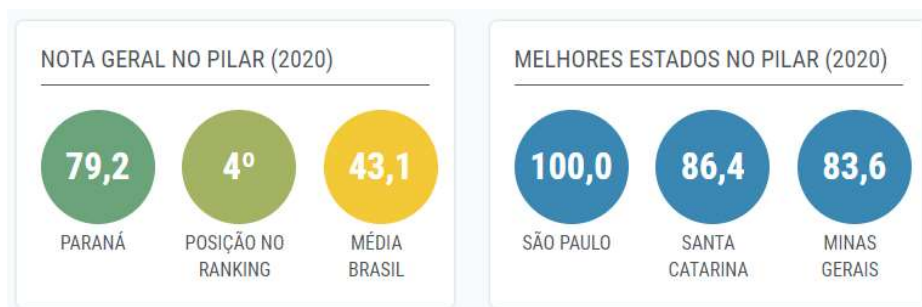 NOTA GERAL NO PILAR (2020)
79,2
4º
43,1
PARANÁ
POSIÇÃO NO
RANKING
MÉDIA
BRASIL
MELHORES ESTADOS NO PILAR (2020)
100,0
86,4
83,6
SÃO PAULO
SANTA
CATARINA
MINAS
GERAIS